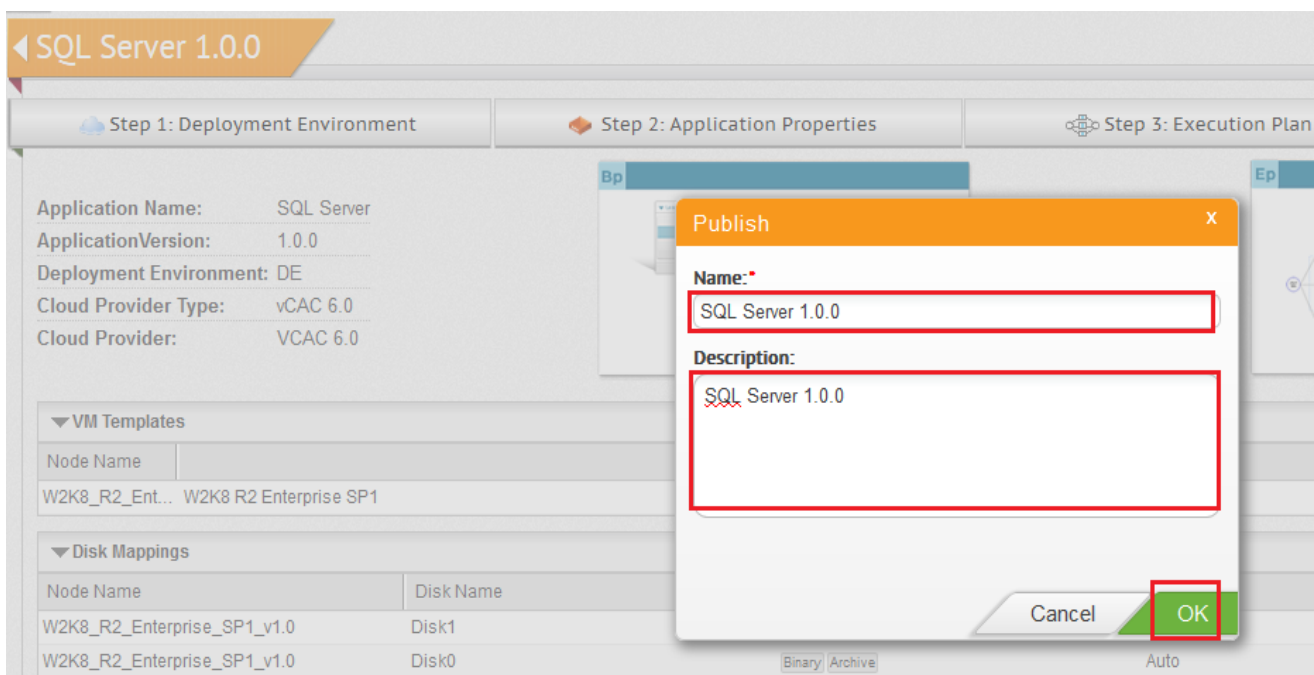 SQL Server 1.0.0
Step 1: Deployment Environment
Step 2: Application Properties
Step 3: Execution Plan
Bp
Ep
Application Name: SQL Server
ApplicationVersion: 1.0.0
Deployment Environment: DE
Cloud Provider Type: vCAC 6.0
Cloud Provider: VCAC 6.0
Publish x
Name:*
SQL Server 1.0.0
Description:
SQL Server 1.0.0
Cancel OK
VM Templates
Node Name
W2K8_R2_Ent... W2K8 R2 Enterprise SP1
Disk Mappings
Node Name Disk Name
W2K8_R2_Enterprise_SP1_v1.0 Disk1
W2K8_R2_Enterprise_SP1_v1.0 Disk0 Binary Archive Auto